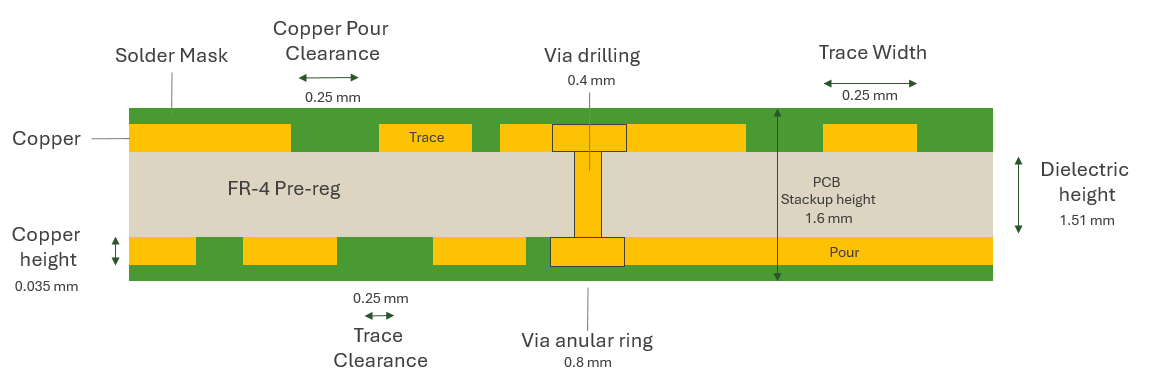 Copper Pour
Clearance
0.25 mm
Solder Mask
Via drilling
0.4 mm
Trace Width
0.25 mm
Copper
Trace
FR-4 Pre-reg
PCB
Stackup height
1.6 mm
Dielectric
height
1.51 mm
Copper
height
0.035 mm
Pour
0.25 mm
Trace
Clearance
Via anular ring
0.8 mm